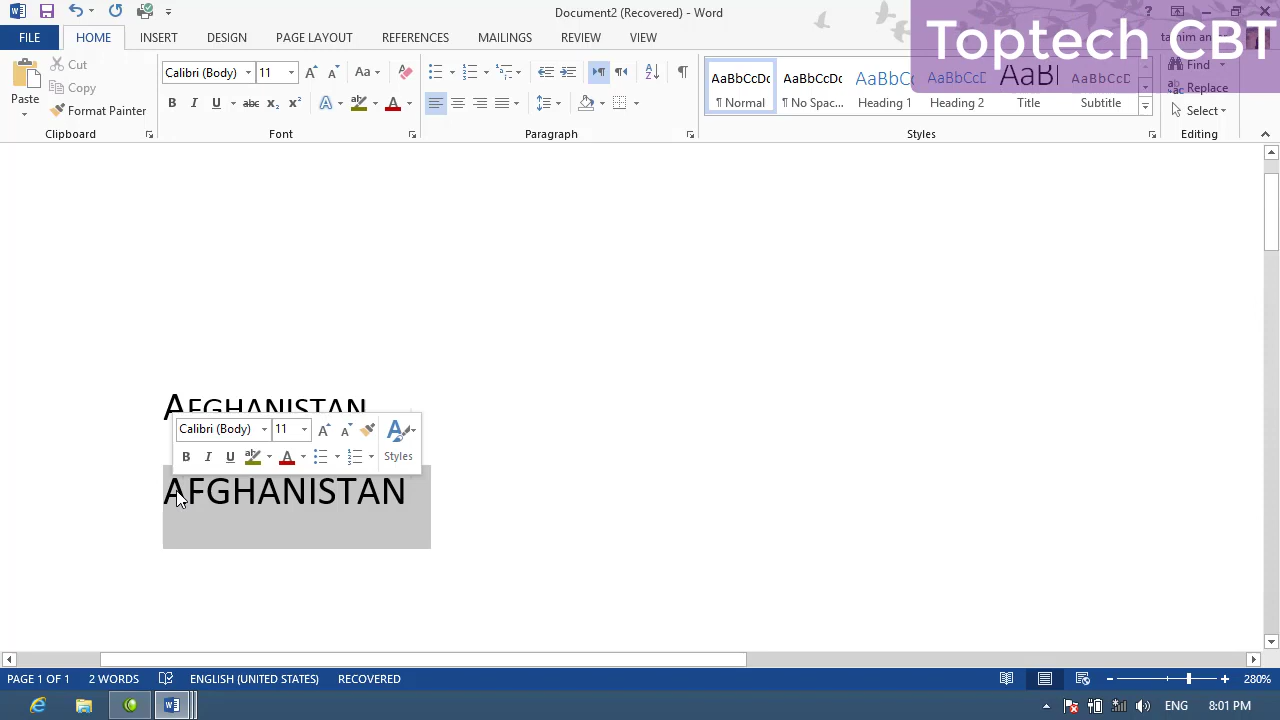 Document2 (Recovered) - Word
Toptech CBT
FILE HOME INSERT DESIGN PAGE LAYOUT REFERENCES MAILINGS REVIEW VIEW
Paste
Cut
Copy
Format Painter
Clipboard
Calibri (Body) 11
Font
Paragraph
AaBbCcDc AaBbCcDc AaBbCc AaBbCcD AaB AaBbCcD
¶ Normal ¶ No Spac... Heading 1 Heading 2 Title Subtitle
Styles
Find
Replace
Select
Editing
AFGHANISTAN
Calibri (Body) 11
Styles
AFGHANISTAN
PAGE 1 OF 1 2 WORDS ENGLISH (UNITED STATES) RECOVERED 280%
ENG 8:01 PM